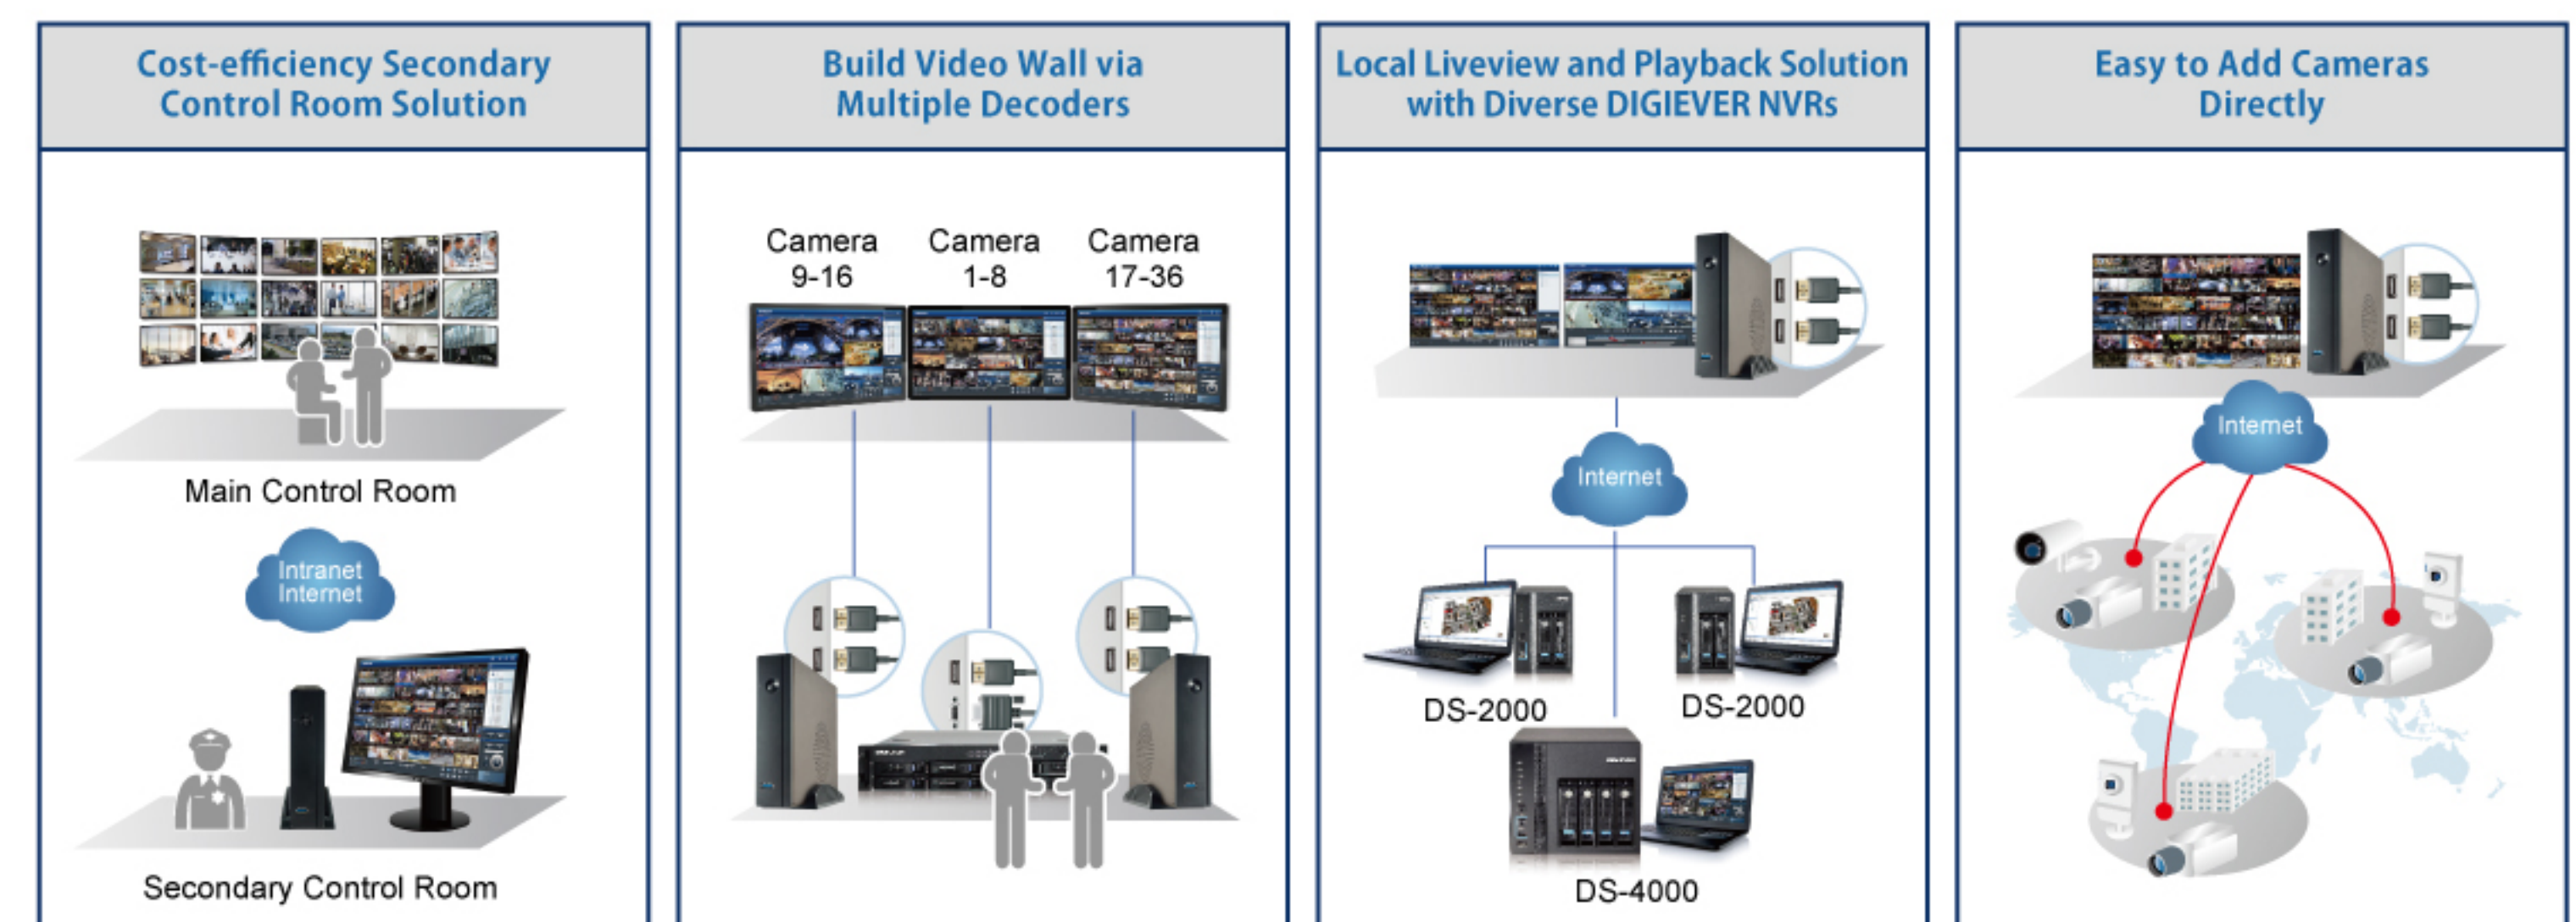 Cost-efficiency Secondary
Control Room Solution
Main Control Room
Intranet
Internet
Secondary Control Room
Build Video Wall via
Multiple Decoders
Camera
9-16
Camera
1-8
Camera
17-36
Local Liveview and Playback Solution
with Diverse DIGIEVER NVRs
Internet
DS-2000
DS-2000
DS-4000
Easy to Add Cameras
Directly
Internet